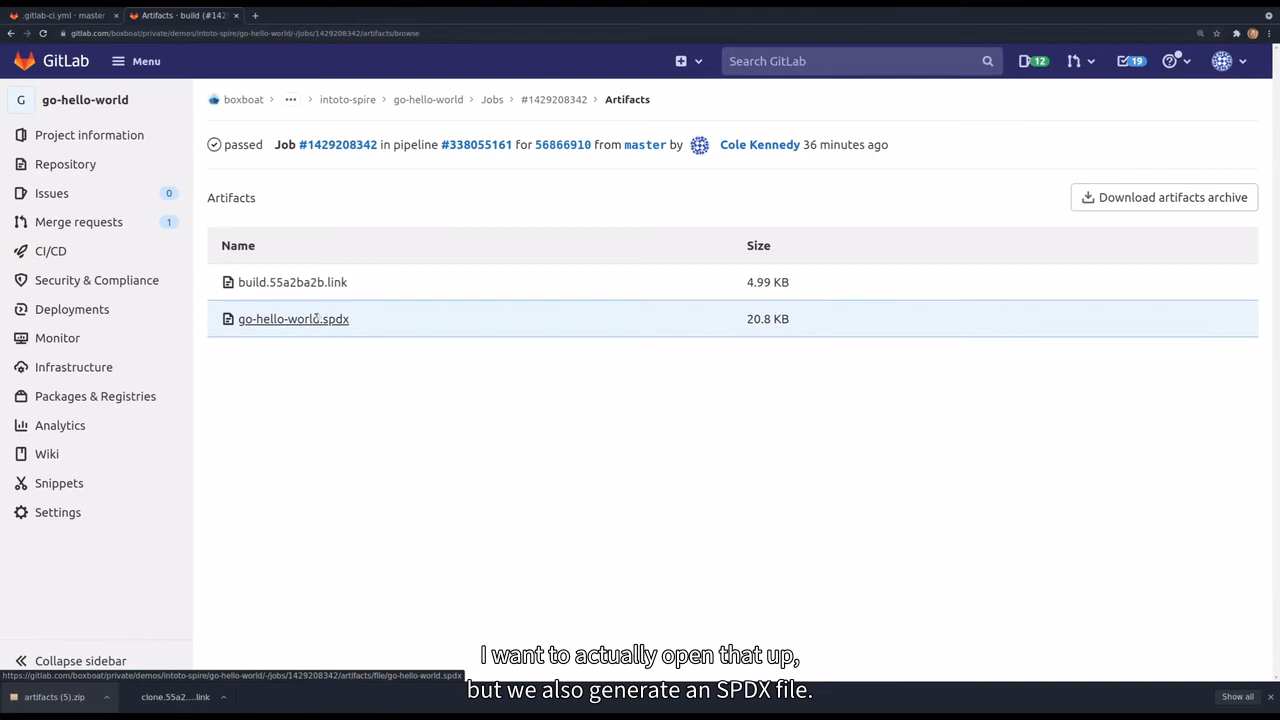 .gitlab-ci.yml · master
Artifacts · build (#142
gitlab.com/boxboat/private/demos/intoto-spire/go-hello-world/-/jobs/1429208342/artifacts/browse
GitLab
Menu
Search GitLab
12
19
G
go-hello-world
Project information
Repository
Issues
0
Merge requests
1
CI/CD
Security & Compliance
Deployments
Monitor
Infrastructure
Packages & Registries
Analytics
Wiki
Snippets
Settings
Collapse sidebar
boxboat > ··· > intoto-spire > go-hello-world > Jobs > #1429208342 > Artifacts
passed Job #1429208342 in pipeline #338055161 for 56866910 from master by Cole Kennedy 36 minutes ago
Artifacts
Download artifacts archive
Name Size
build.55a2ba2b.link 4.99 KB
go-hello-world.spdx 20.8 KB
I want to actually open that up,
but we also generate an SPDX file.
https://gitlab.com/boxboat/private/demos/intoto-spire/go-hello-world/-/jobs/1429208342/artifacts/file/go-hello-world.spdx
artifacts (5).zip
clone.55a2....link
Show all